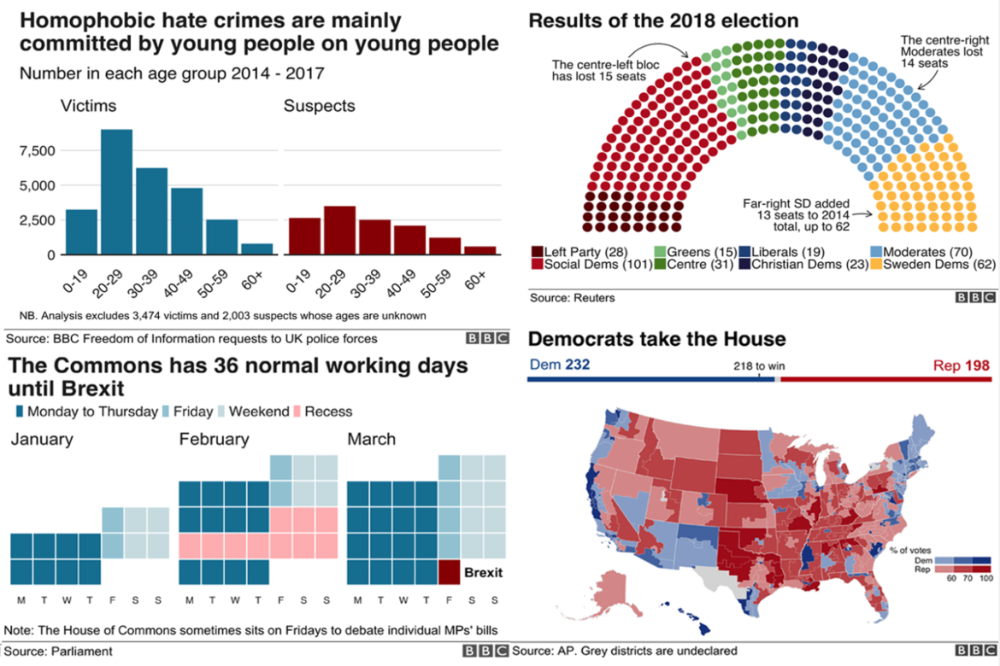 Homophobic hate crimes are mainly
committed by young people on young people
Number in each age group 2014 - 2017
Victims
Suspects
7,500
5,000
2,500
0
0-19
20-29
30-39
40-49
50-59
60+
0-19
20-29
30-39
40-49
50-59
60+
NB. Analysis excludes 3,474 victims and 2,003 suspects whose ages are unknown
Source: BBC Freedom of Information requests to UK police forces
BBC
Results of the 2018 election
The centre-left bloc
has lost 15 seats
The centre-right
Moderates lost
14 seats
Far-right SD added
13 seats to 2014
total, up to 62
Left Party (28)
Greens (15)
Liberals (19)
Moderates (70)
Social Dems (101)
Centre (31)
Christian Dems (23)
Sweden Dems (62)
Source: Reuters
BBC
The Commons has 36 normal working days
until Brexit
Monday to Thursday
Friday
Weekend
Recess
January
February
March
Brexit
M T W T F S S
M T W T F S S
M T W T F S S
Note: The House of Commons sometimes sits on Fridays to debate individual MPs' bills
Source: Parliament
BBC
Democrats take the House
Dem 232
218 to win
Rep 198
% of votes
Dem
Rep
60 70 100
Source: AP. Grey districts are undeclared
BBC